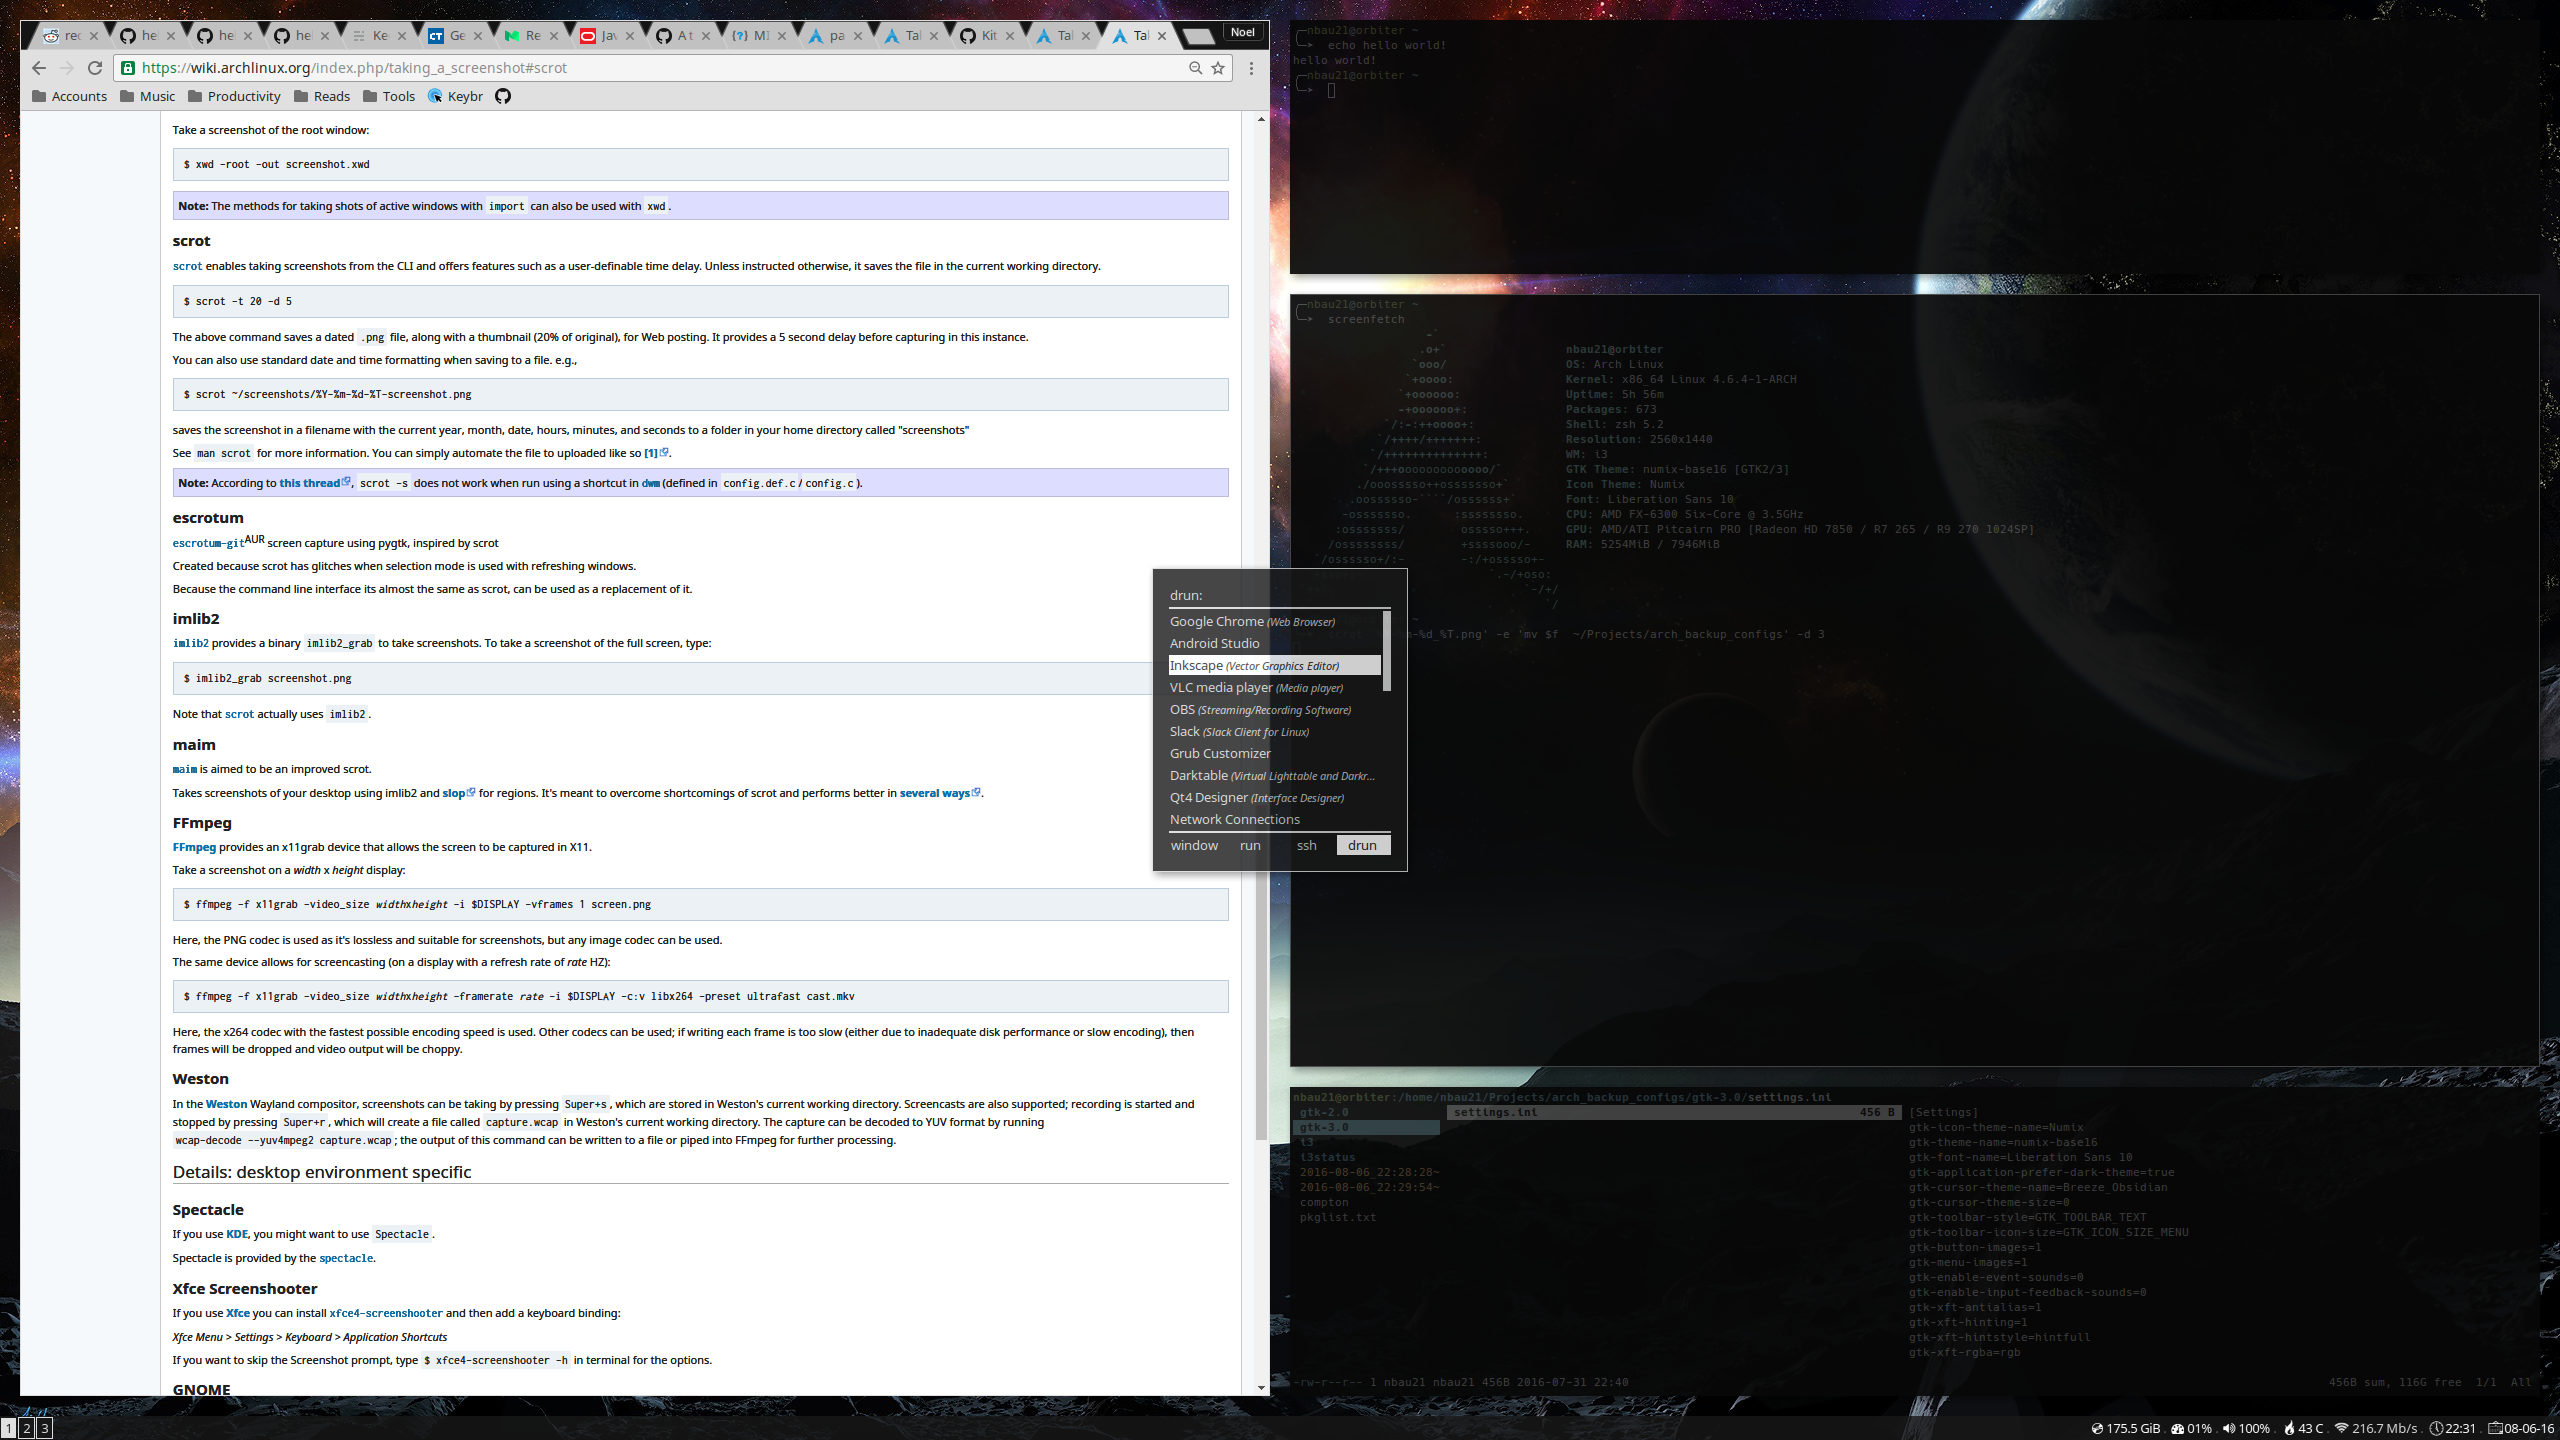 rec
hel
hel
hel
Ke
Ge
Re
Jav
A t
MI
pa
Tal
Kit
Tal
Tal
Noel
https://wiki.archlinux.org/index.php/taking_a_screenshot#scrot
Accounts Music Productivity Reads Tools Keybr
Take a screenshot of the root window:
$ xwd -root -out screenshot.xwd
Note: The methods for taking shots of active windows with import can also be used with xwd.
scrot
scrot enables taking screenshots from the CLI and offers features such as a user-definable time delay. Unless instructed otherwise, it saves the file in the current working directory.
$ scrot -t 20 -d 5
The above command saves a dated .png file, along with a thumbnail (20% of original), for Web posting. It provides a 5 second delay before capturing in this instance.
You can also use standard date and time formatting when saving to a file. e.g.,
$ scrot ~/screenshots/%Y-%m-%d-%T-screenshot.png
saves the screenshot in a filename with the current year, month, date, hours, minutes, and seconds to a folder in your home directory called "screenshots"
See man scrot for more information. You can simply automate the file to uploaded like so [1].
Note: According to this thread, scrot -s does not work when run using a shortcut in dwm (defined in config.def.c / config.c ).
escrotum
escrotum-gitAUR screen capture using pygtk, inspired by scrot
Created because scrot has glitches when selection mode is used with refreshing windows.
Because the command line interface its almost the same as scrot, can be used as a replacement of it.
imlib2
imlib2 provides a binary imlib2_grab to take screenshots. To take a screenshot of the full screen, type:
$ imlib2_grab screenshot.png
Note that scrot actually uses imlib2.
maim
maim is aimed to be an improved scrot.
Takes screenshots of your desktop using imlib2 and slop for regions. It's meant to overcome shortcomings of scrot and performs better in several ways.
FFmpeg
FFmpeg provides an x11grab device that allows the screen to be captured in X11.
Take a screenshot on a width x height display:
$ ffmpeg -f x11grab -video_size widthxheight -i $DISPLAY -vframes 1 screen.png
Here, the PNG codec is used as it's lossless and suitable for screenshots, but any image codec can be used.
The same device allows for screencasting (on a display with a refresh rate of rate HZ):
$ ffmpeg -f x11grab -video_size widthxheight -framerate rate -i $DISPLAY -c:v libx264 -preset ultrafast cast.mkv
Here, the x264 codec with the fastest possible encoding speed is used. Other codecs can be used; if writing each frame is too slow (either due to inadequate disk performance or slow encoding), then
frames will be dropped and video output will be choppy.
Weston
In the Weston Wayland compositor, screenshots can be taking by pressing Super+s, which are stored in Weston's current working directory. Screencasts are also supported; recording is started and
stopped by pressing Super+r, which will create a file called capture.wcap in Weston's current working directory. The capture can be decoded to YUV format by running
wcap-decode --yuv4mpeg2 capture.wcap; the output of this command can be written to a file or piped into FFmpeg for further processing.
Details: desktop environment specific
Spectacle
If you use KDE, you might want to use Spectacle.
Spectacle is provided by the spectacle.
Xfce Screenshooter
If you use Xfce you can install xfce4-screenshooter and then add a keyboard binding:
Xfce Menu > Settings > Keyboard > Application Shortcuts
If you want to skip the Screenshot prompt, type $ xfce4-screenshooter -h in terminal for the options.
GNOME
nbau21@orbiter ~
echo hello world!
hello world!
nbau21@orbiter ~
nbau21@orbiter ~
screenfetch
-`
.o+`
`ooo/
`+oooo:
`+oooooo:
-+oooooo+:
`/:-:++oooo+:
`/++++/+++++++:
`/++++++++++++++:
`/+++ooooooooooooo/`
./ooosssso++osssssso+`
.oossssso-````/ossssss+`
-osssssso. :ssssssso.
:osssssss/ osssso+++.
/ossssssss/ +ssssooo/-
`/ossssso+/:- -:/+osssso+-
`.-/+oso:
`-/+/
`/
nbau21@orbiter
OS: Arch Linux
Kernel: x86_64 Linux 4.6.4-1-ARCH
Uptime: 5h 56m
Packages: 673
Shell: zsh 5.2
Resolution: 2560x1440
WM: i3
GTK Theme: numix-base16 [GTK2/3]
Icon Theme: Numix
Font: Liberation Sans 10
CPU: AMD FX-6300 Six-Core @ 3.5GHz
GPU: AMD/ATI Pitcairn PRO [Radeon HD 7850 / R7 265 / R9 270 1024SP]
RAM: 5254MiB / 7946MiB
~
m-%d_%T.png' -e 'mv $f ~/Projects/arch_backup_configs' -d 3
drun:
Google Chrome (Web Browser)
Android Studio
Inkscape (Vector Graphics Editor)
VLC media player (Media player)
OBS (Streaming/Recording Software)
Slack (Slack Client for Linux)
Grub Customizer
Darktable (Virtual Lighttable and Darkr...
Qt4 Designer (Interface Designer)
Network Connections
window run ssh drun
nbau21@orbiter:/home/nbau21/Projects/arch_backup_configs/gtk-3.0/settings.ini
gtk-2.0
gtk-3.0
i3
i3status
2016-08-06_22:28:28~
2016-08-06_22:29:54~
compton
pkglist.txt
settings.ini 456 B
[Settings]
gtk-icon-theme-name=Numix
gtk-theme-name=numix-base16
gtk-font-name=Liberation Sans 10
gtk-application-prefer-dark-theme=true
gtk-cursor-theme-name=Breeze_Obsidian
gtk-cursor-theme-size=0
gtk-toolbar-style=GTK_TOOLBAR_TEXT
gtk-toolbar-icon-size=GTK_ICON_SIZE_MENU
gtk-button-images=1
gtk-menu-images=1
gtk-enable-event-sounds=0
gtk-enable-input-feedback-sounds=0
gtk-xft-antialias=1
gtk-xft-hinting=1
gtk-xft-hintstyle=hintfull
gtk-xft-rgba=rgb
-rw-r--r-- 1 nbau21 nbau21 456B 2016-07-31 22:40 456B sum, 116G free 1/1 All
1 2 3
175.5 GiB . 01% . 100% . 43 C . 216.7 Mb/s . 22:31 . 08-06-16